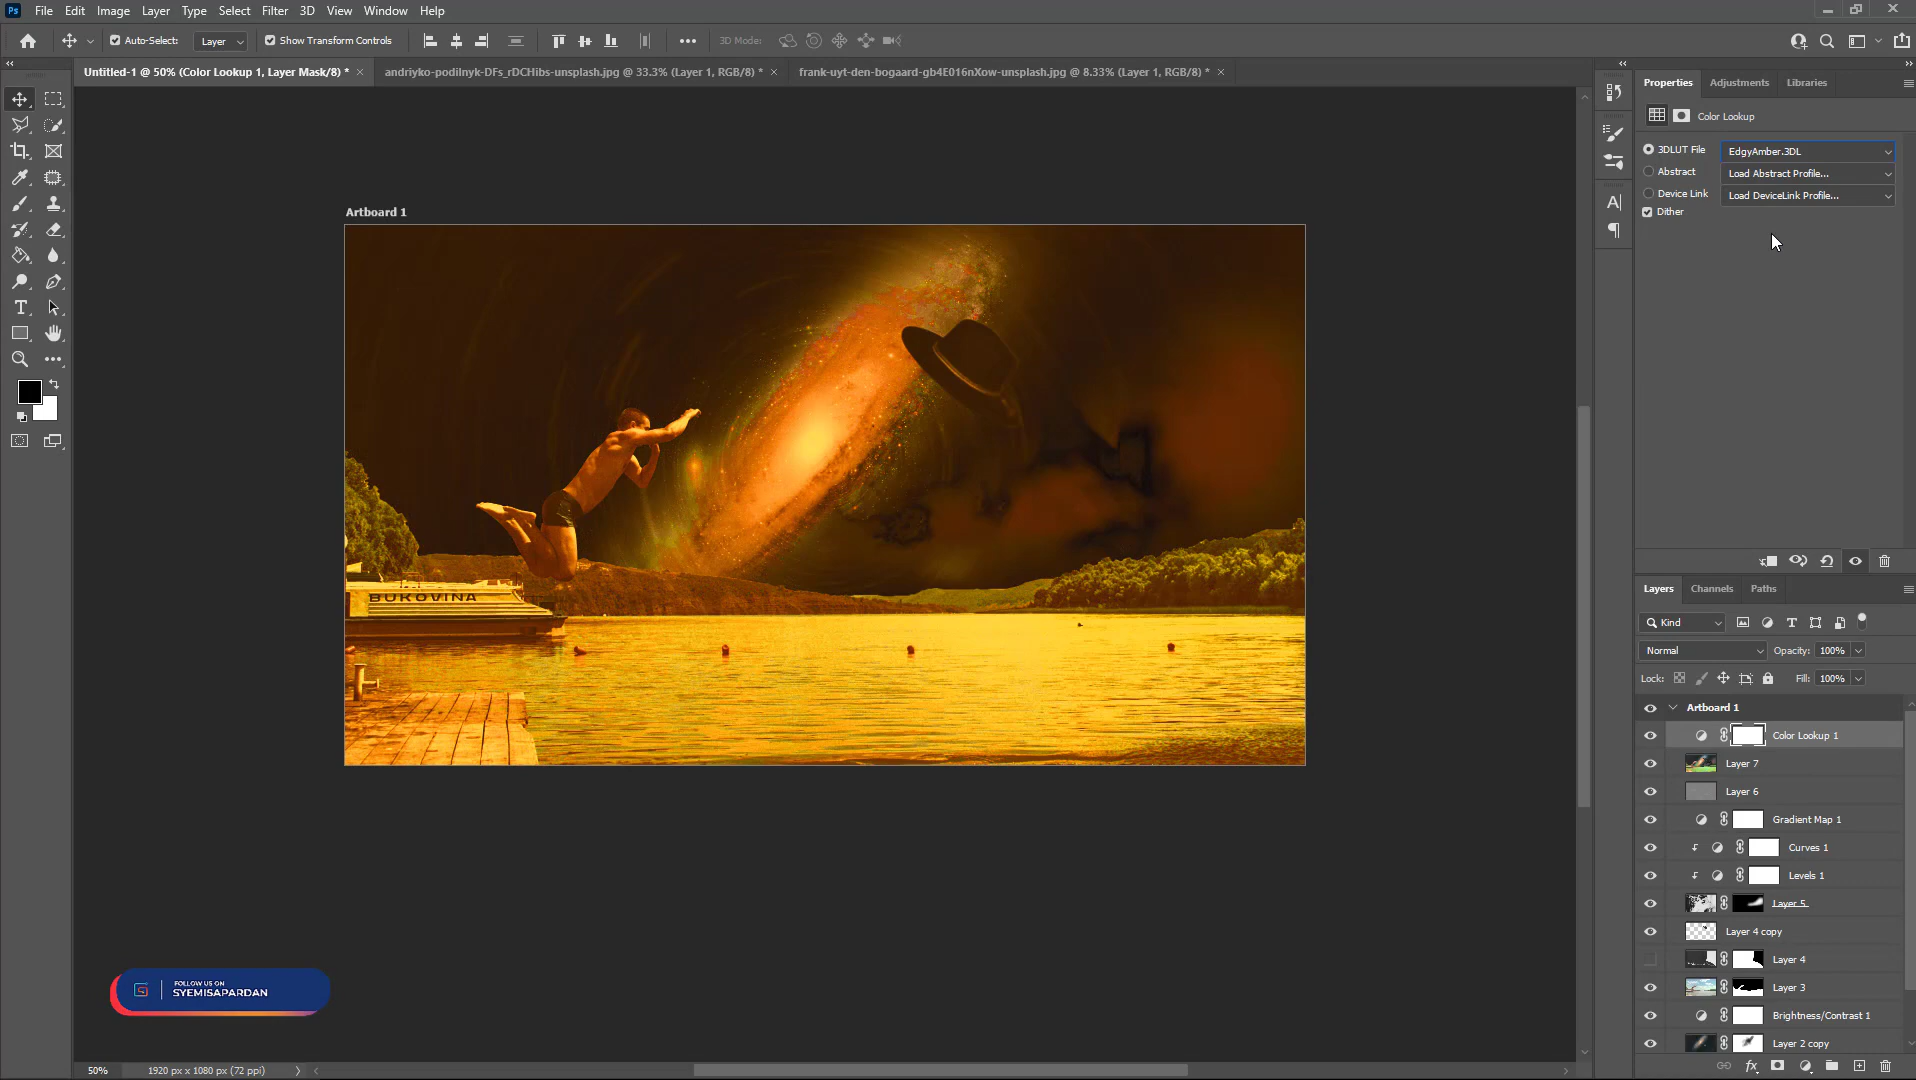 Ps File Edit Image Layer Type Select Filter 3D View Window Help
Auto-Select: Layer Show Transform Controls 3D Mode:
Untitled-1 @ 50% (Color Lookup 1, Layer Mask/8) * andriyko-podilnyk-DFs_rDCHibs-unsplash.jpg @ 33.3% (Layer 1, RGB/8) * frank-uyt-den-bogaard-gb4E016nXow-unsplash.jpg @ 8.33% (Layer 1, RGB/8) *
Properties Adjustments Libraries
Color Lookup
3DLUT File EdgyAmber.3DL
Abstract Load Abstract Profile...
Device Link Load DeviceLink Profile...
Dither
Artboard 1
BUKOVINA
Layers Channels Paths
Kind
Normal Opacity: 100%
Lock: Fill: 100%
Artboard 1
Color Lookup 1
Layer 7
Layer 6
Gradient Map 1
Curves 1
Levels 1
Layer 5
Layer 4 copy
Layer 4
Layer 3
Brightness/Contrast 1
Layer 2 copy
FOLLOW US ON
SYEMISAPARDAN
50% 1920 px x 1080 px (72 ppi)